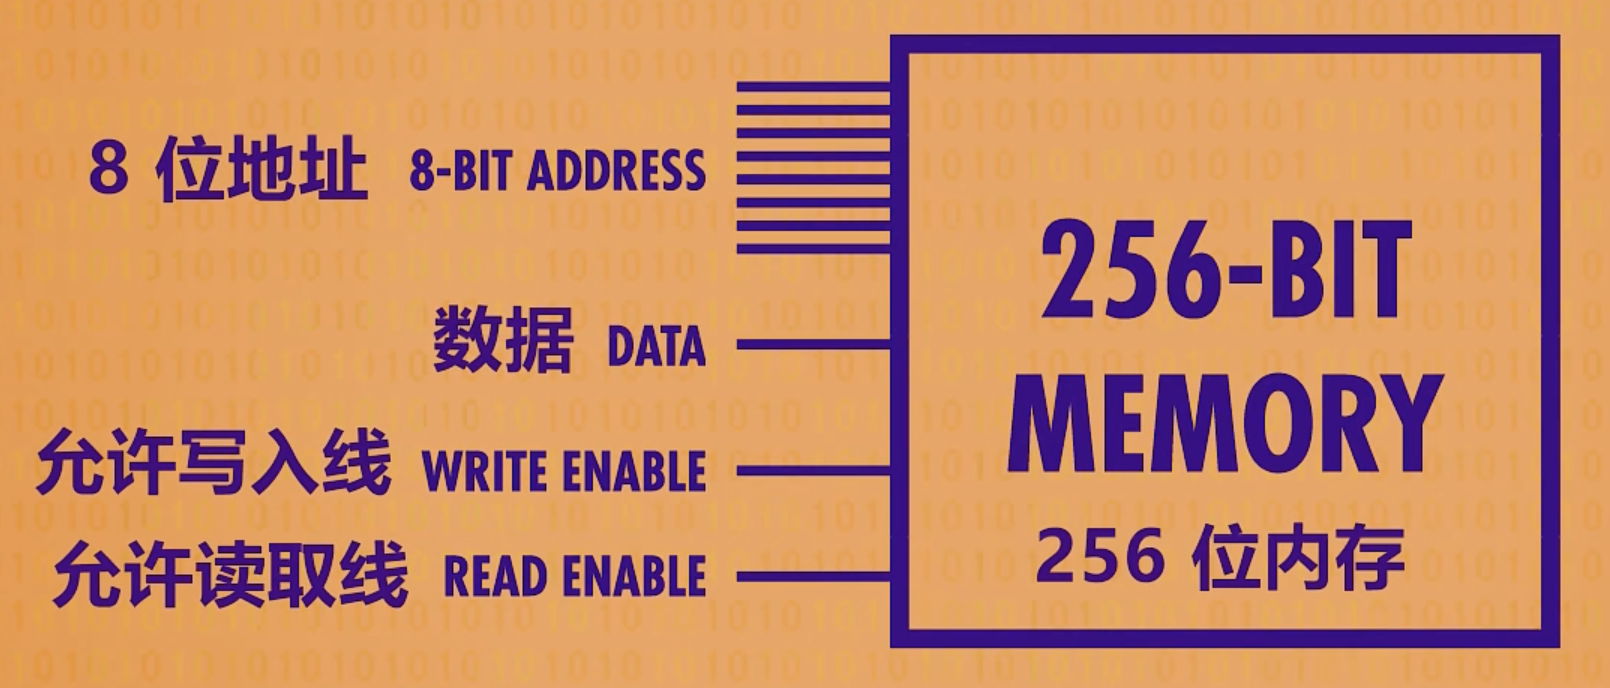 8 位地址 8-BIT ADDRESS
数据 DATA
允许写入线 WRITE ENABLE
允许读取线 READ ENABLE
256-BIT
MEMORY
256 位内存